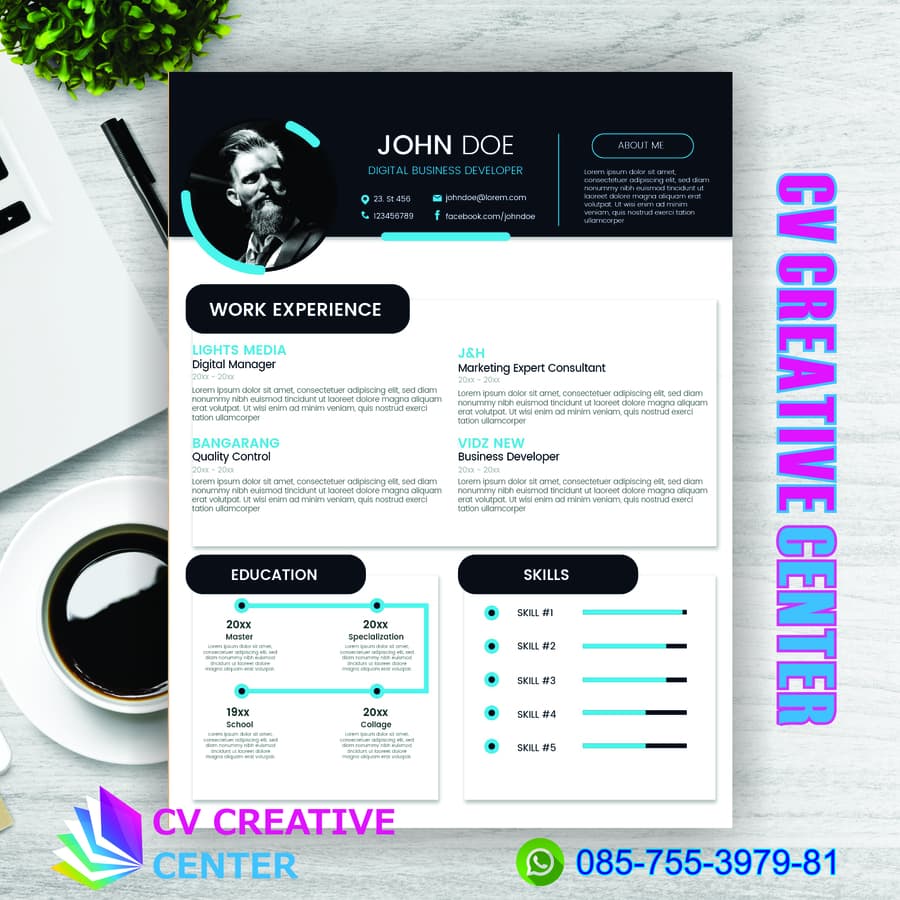 JOHN DOE
DIGITAL BUSINESS DEVELOPER
23. St 456
johndoe@lorem.com
123456789
facebook.com/johndoe
ABOUT ME
Lorem ipsum dolor sit amet,
consectetuer adipiscing elit, sed
diam nonummy nibh euismod
tincidunt ut laoreet dolore magna
aliquam erat volutpat. Ut wisi
enim ad minim veniam, quis
nostrud exerci tation
ullamcorper
WORK EXPERIENCE
LIGHTS MEDIA
Digital Manager
20xx - 20xx
Lorem ipsum dolor sit amet, consectetuer adipiscing elit, sed diam
nonummy nibh euismod tincidunt ut laoreet dolore magna aliquam
erat volutpat. Ut wisi enim ad minim veniam, quis nostrud exerci
tation ullamcorper
J&H
Marketing Expert Consultant
20xx - 20xx
Lorem ipsum dolor sit amet, consectetuer adipiscing elit, sed diam
nonummy nibh euismod tincidunt ut laoreet dolore magna aliquam
erat volutpat. Ut wisi enim ad minim veniam, quis nostrud exerci
tation ullamcorper
BANGARANG
Quality Control
20xx - 20xx
Lorem ipsum dolor sit amet, consectetuer adipiscing elit, sed diam
nonummy nibh euismod tincidunt ut laoreet dolore magna aliquam
erat volutpat. Ut wisi enim ad minim veniam, quis nostrud exerci
tation ullamcorper
VIDZ NEW
Business Developer
20xx - 20xx
Lorem ipsum dolor sit amet, consectetuer adipiscing elit, sed diam
nonummy nibh euismod tincidunt ut laoreet dolore magna aliquam
erat volutpat. Ut wisi enim ad minim veniam, quis nostrud exerci
tation ullamcorper
EDUCATION
20xx
Master
Lorem ipsum dolor sit amet,
consectetuer adipiscing elit, sed
diam nonummy nibh euismod
tincidunt ut laoreet dolore
magna aliquam erat volutpat.
20xx
Specialization
Lorem ipsum dolor sit amet,
consectetuer adipiscing elit, sed
diam nonummy nibh euismod
tincidunt ut laoreet dolore
magna aliquam erat volutpat.
19xx
School
Lorem ipsum dolor sit amet,
consectetuer adipiscing elit, sed
diam nonummy nibh euismod
tincidunt ut laoreet dolore
magna aliquam erat volutpat.
20xx
Collage
Lorem ipsum dolor sit amet,
consectetuer adipiscing elit, sed
diam nonummy nibh euismod
tincidunt ut laoreet dolore
magna aliquam erat volutpat.
SKILLS
SKILL #1
SKILL #2
SKILL #3
SKILL #4
SKILL #5
CV CREATIVE CENTER
CV CREATIVE
CENTER
085-755-3979-81